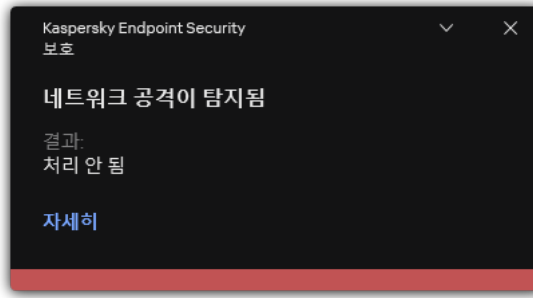 Kaspersky Endpoint Security
보호
네트워크 공격이 탐지됨
결과:
처리 안 됨
자세히